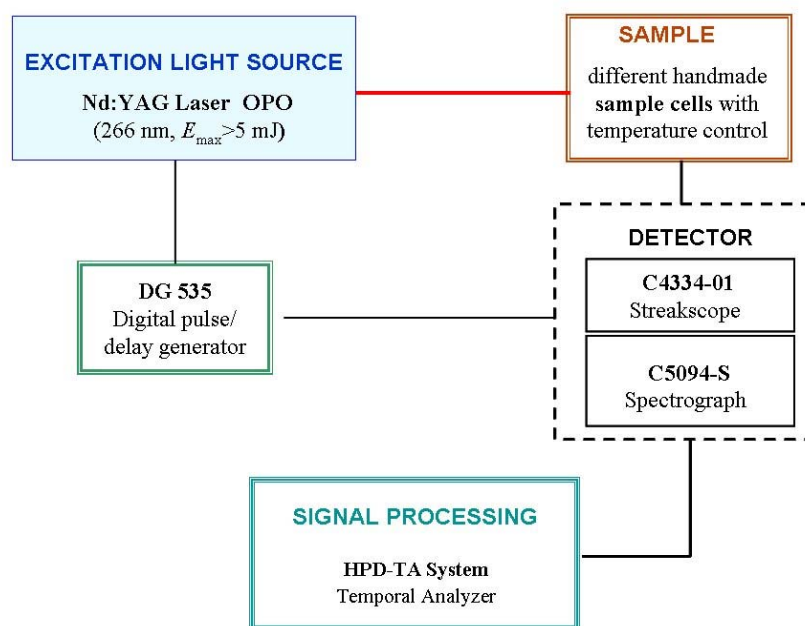 EXCITATION LIGHT SOURCE
Nd:YAG Laser OPO
(266 nm, Emax>5 mJ)
SAMPLE
different handmade
sample cells with
temperature control
DG 535
Digital pulse/
delay generator
DETECTOR
C4334-01
Streakscope
C5094-S
Spectrograph
SIGNAL PROCESSING
HPD-TA System
Temporal Analyzer